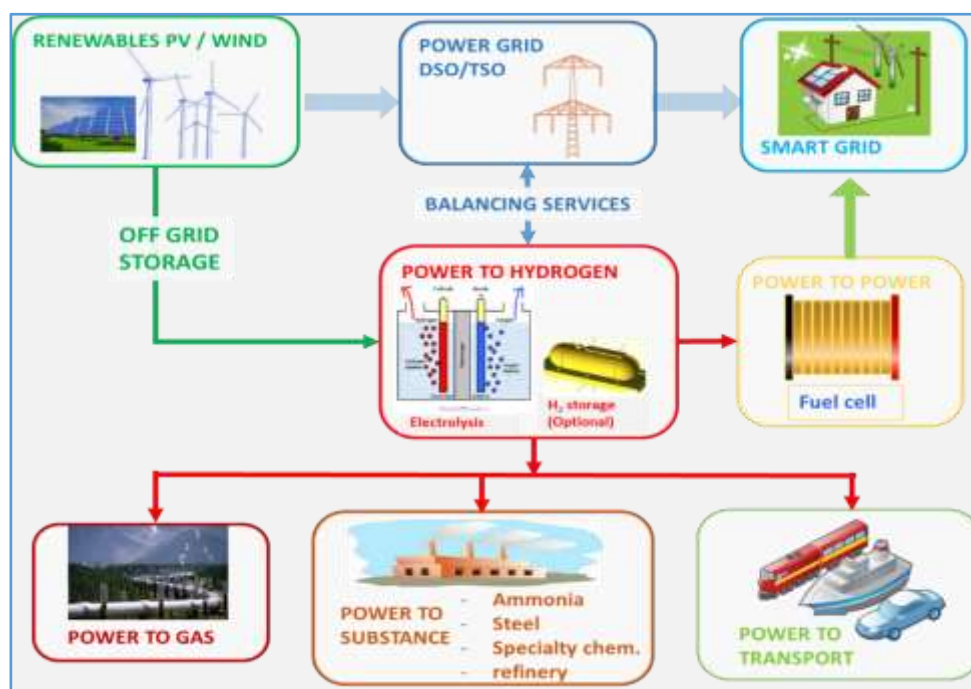 RENEWABLES PV / WIND
POWER GRID
DSO/TSO
SMART GRID
BALANCING SERVICES
OFF GRID
STORAGE
POWER TO HYDROGEN
Electrolysis
H₂ storage
(Optional)
POWER TO POWER
Fuel cell
POWER TO GAS
POWER TO
SUBSTANCE
- Ammonia
- Steel
- Specialty chem.
- refinery
POWER TO
TRANSPORT